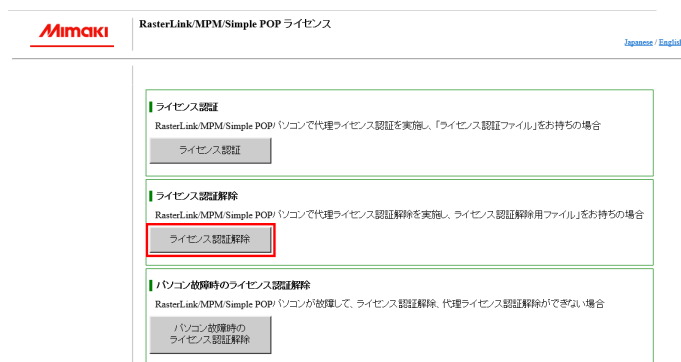 Mimaki
RasterLink/MPM/Simple POP ライセンス
Japanese / English
ライセンス認証
RasterLink/MPM/Simple POPパソコンで代理ライセンス認証を実施し、「ライセンス認証ファイル」をお持ちの場合
ライセンス認証
ライセンス認証解除
RasterLink/MPM/Simple POPパソコンで代理ライセンス認証解除を実施し、ライセンス認証解除用ファイル」をお持ちの場合
ライセンス認証解除
パソコン故障時のライセンス認証解除
RasterLink/MPM/Simple POPパソコンが故障して、ライセンス認証解除、代理ライセンス認証解除ができない場合
パソコン故障時の
ライセンス認証解除